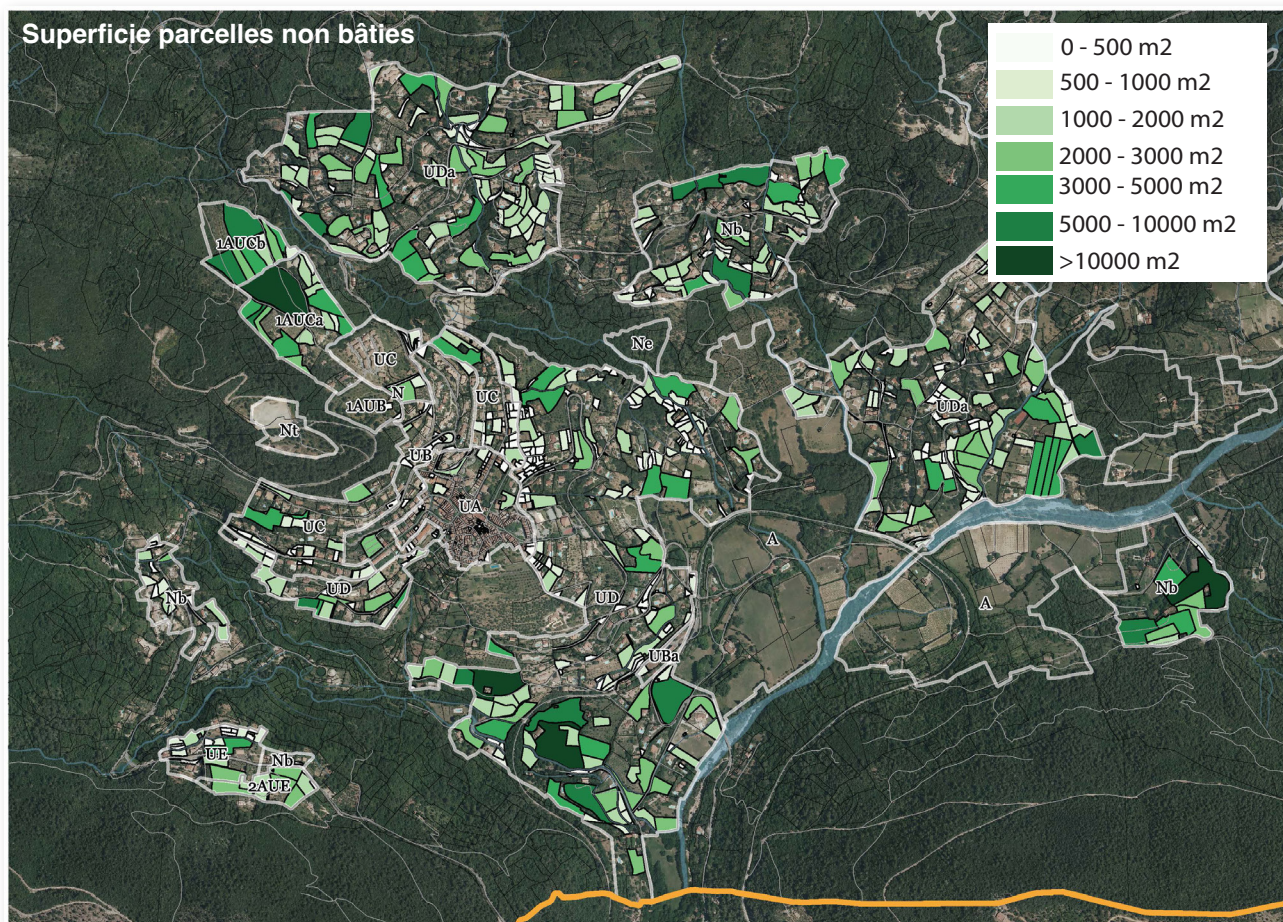 Superficie parcelles non bâties
0 - 500 m2
500 - 1000 m2
1000 - 2000 m2
2000 - 3000 m2
3000 - 5000 m2
5000 - 10000 m2
>10000 m2
UDa
Nb
1AUCb
1AUCa
UC
Ne
N
UC
1AUB
UDa
Nt
UB
UA
UC
A
UD
Nb
UD
A
Nb
UBa
UE
Nb
2AUE